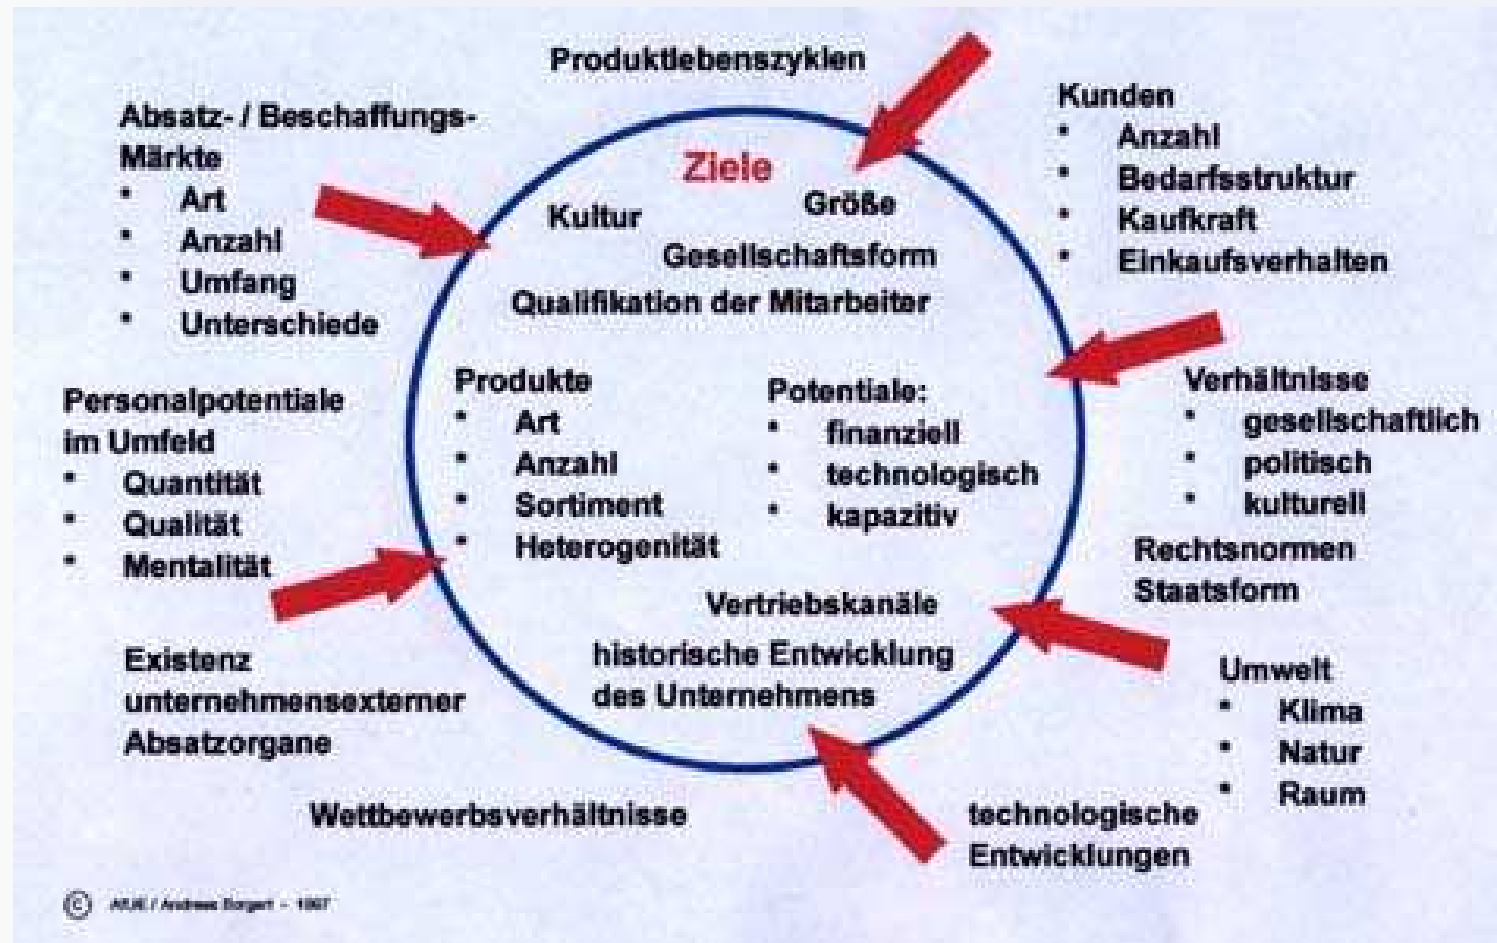 Produktlebenszyklen
Absatz- / Beschaffungs-
Märkte
• Art
• Anzahl
• Umfang
• Unterschiede
Personalpotentiale
im Umfeld
• Quantität
• Qualität
• Mentalität
Existenz
unternehmensexterner
Absatzorgane
Wettbewerbsverhältnisse
Ziele
Kultur
Größe
Gesellschaftsform
Qualifikation der Mitarbeiter
Produkte
• Art
• Anzahl
• Sortiment
• Heterogenität
Potentiale:
• finanziell
• technologisch
• kapazitiv
Vertriebskanäle
historische Entwicklung
des Unternehmens
Kunden
• Anzahl
• Bedarfsstruktur
• Kaufkraft
• Einkaufsverhalten
Verhältnisse
• gesellschaftlich
• politisch
• kulturell
Rechtsnormen
Staatsform
Umwelt
• Klima
• Natur
• Raum
technologische
Entwicklungen
© / Andreas - 1997